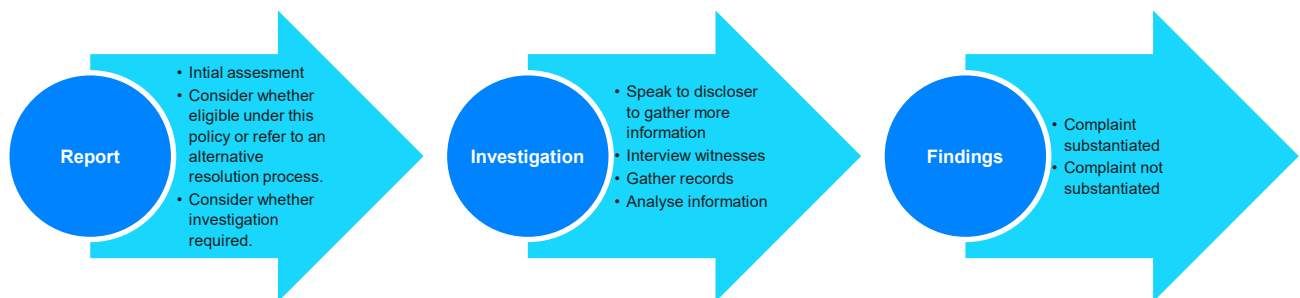 Report
• Intial assesment
• Consider whether
eligible under this
policy or refer to an
alternative
resolution process.
• Consider whether
investigation
required.
Investigation
• Speak to discloser
to gather more
information
• Interview witnesses
• Gather records
• Analyse information
Findings
• Complaint
substantiated
• Complaint not
substantiated